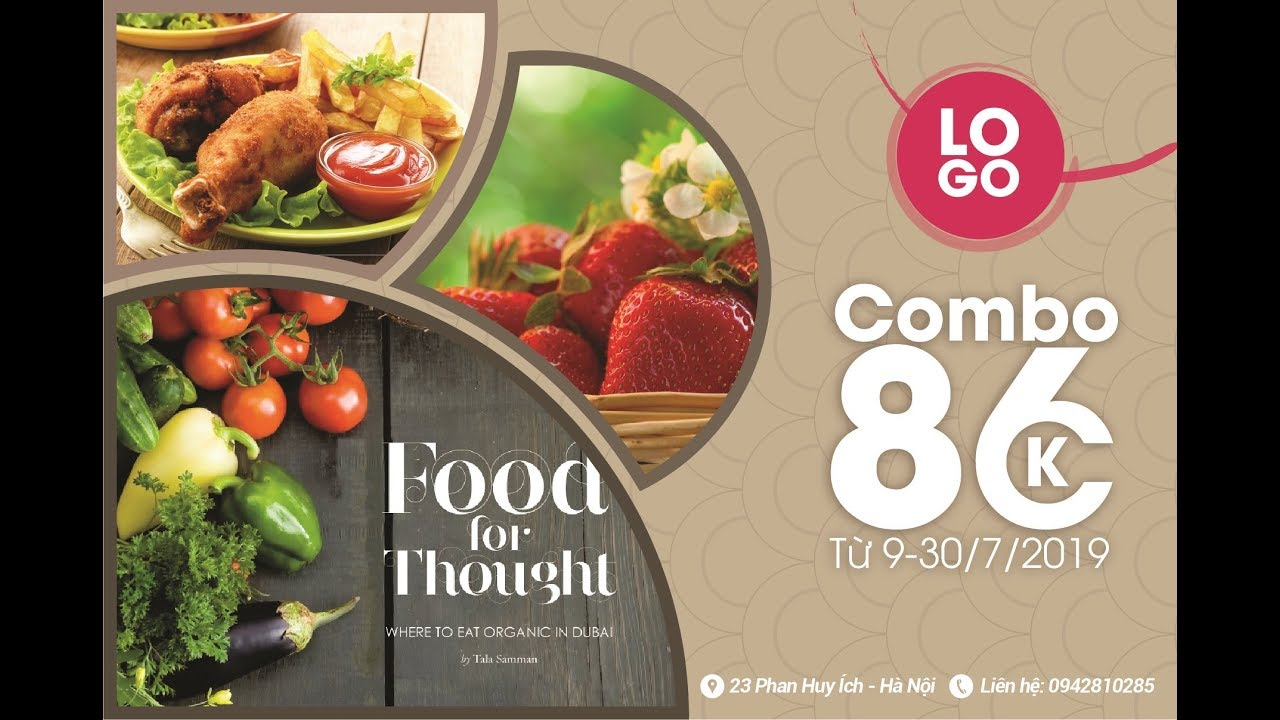 LO
GO
Combo
86K
Từ 9-30/7/2019
Food
for
Thought
WHERE TO EAT ORGANIC IN DUBAI
by Tala Samman
23 Phan Huy Ích - Hà Nội Liên hệ: 0942810285